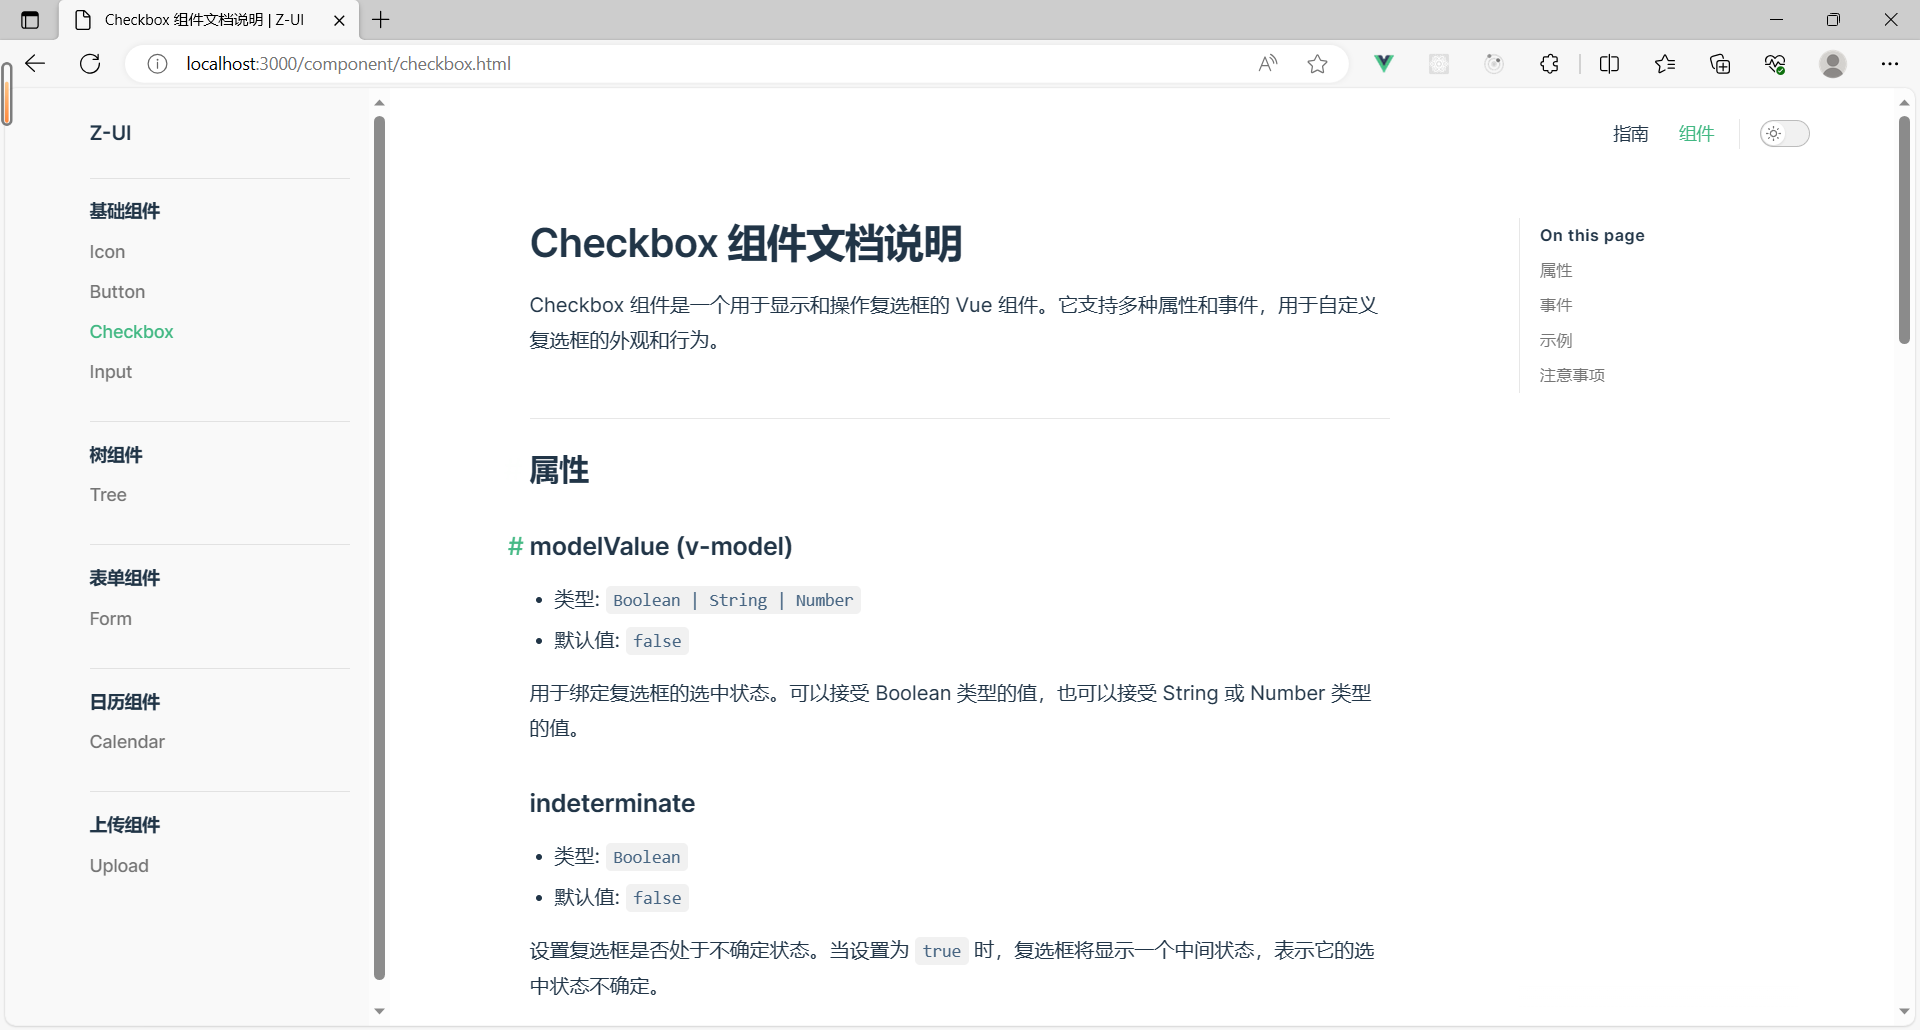 Checkbox 组件文档说明 | Z-UI
localhost:3000/component/checkbox.html
Z-UI
基础组件
Icon
Button
Checkbox
Input
树组件
Tree
表单组件
Form
日历组件
Calendar
上传组件
Upload
指南
组件
Checkbox 组件文档说明
Checkbox 组件是一个用于显示和操作复选框的 Vue 组件。它支持多种属性和事件，用于自定义
复选框的外观和行为。
属性
# modelValue (v-model)
• 类型: Boolean | String | Number
• 默认值: false
用于绑定复选框的选中状态。可以接受 Boolean 类型的值，也可以接受 String 或 Number 类型
的值。
indeterminate
• 类型: Boolean
• 默认值: false
设置复选框是否处于不确定状态。当设置为 true 时，复选框将显示一个中间状态，表示它的选
中状态不确定。
On this page
属性
事件
示例
注意事项